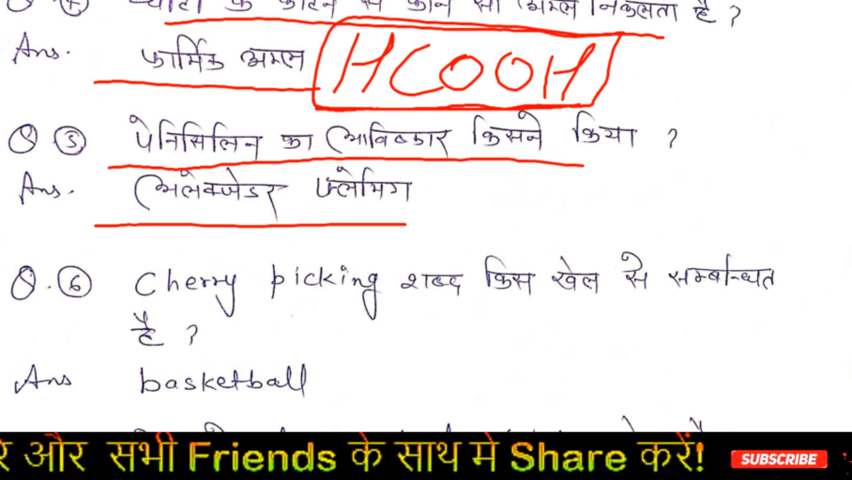 Q ④ चीटी के काटने से कौन सा अम्ल निकलता है ?
Ans. फार्मिक अम्ल HCOOH
Q ⑤ पेनिसिलिन का आविष्कार किसने किया ?
Ans. अलेक्जेडर फ्लेमिंग
Q. ⑥ Cherry picking शब्द किस खेल से सम्बन्धित
है ?
Ans basketball
रे और सभी Friends के साथ मे Share करें! SUBSCRIBE